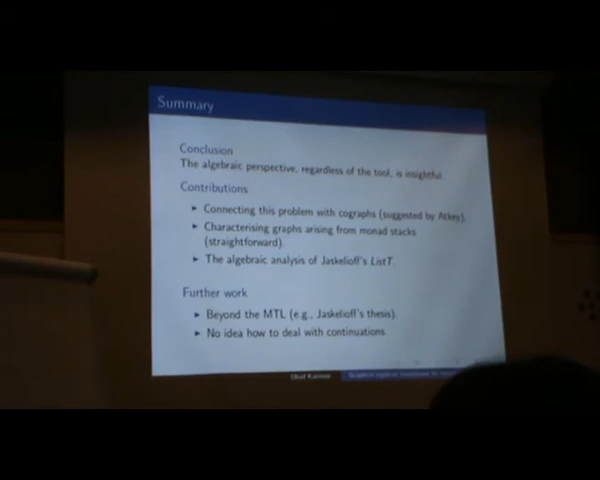 Summary
Conclusion
The algebraic perspective, regardless of the tool, is insightful.
Contributions
▶ Connecting this problem with cographs (suggested by Atkey).
▶ Characterising graphs arising from monad stacks
(straightforward).
▶ The algebraic analysis of Jaskelioff's ListT.
Further work
▶ Beyond the MTL (e.g., Jaskelioff's thesis).
▶ No idea how to deal with continuations.
Ohad Kammar